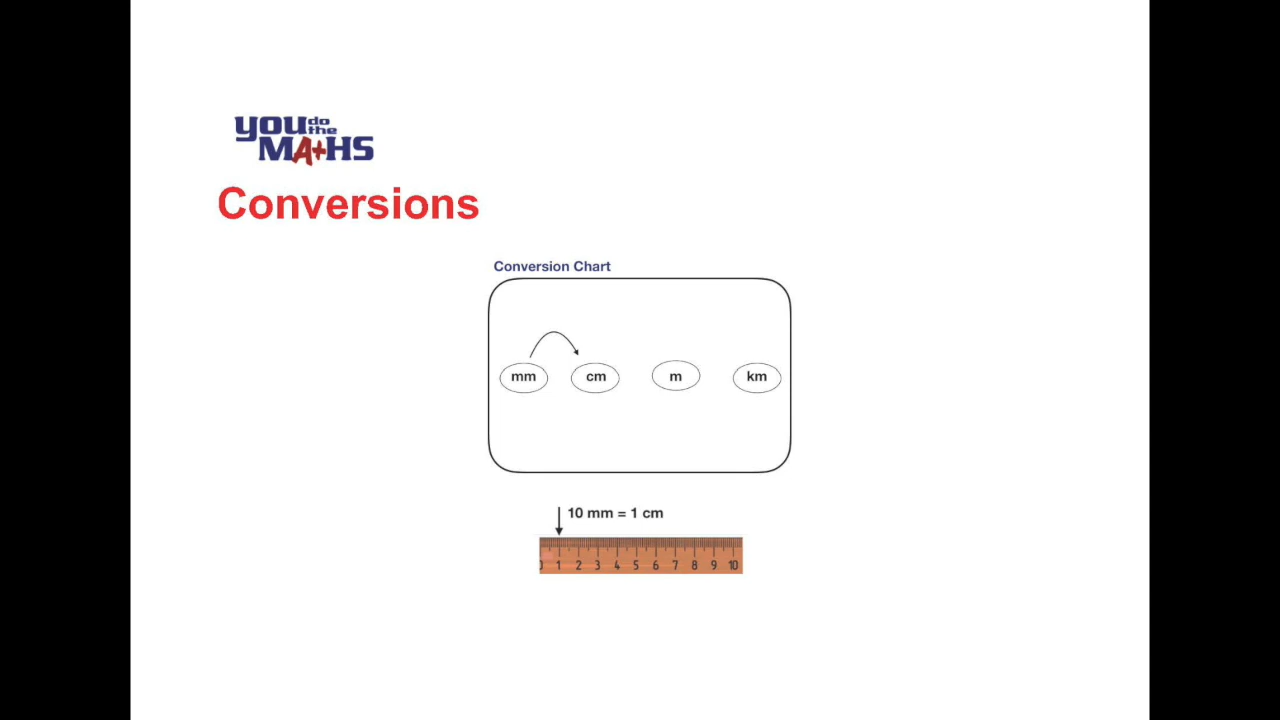 you do the
MATHS
Conversions
Conversion Chart
mm cm m km
10 mm = 1 cm
0 1 2 3 4 5 6 7 8 9 10